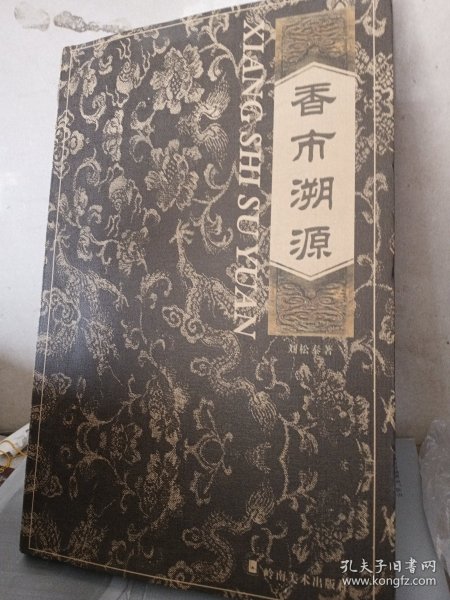 香市溯源
XIANG SHI SU YUAN
刘松泰著
岭南美术出版
孔夫子旧书网
www.kongfz.com